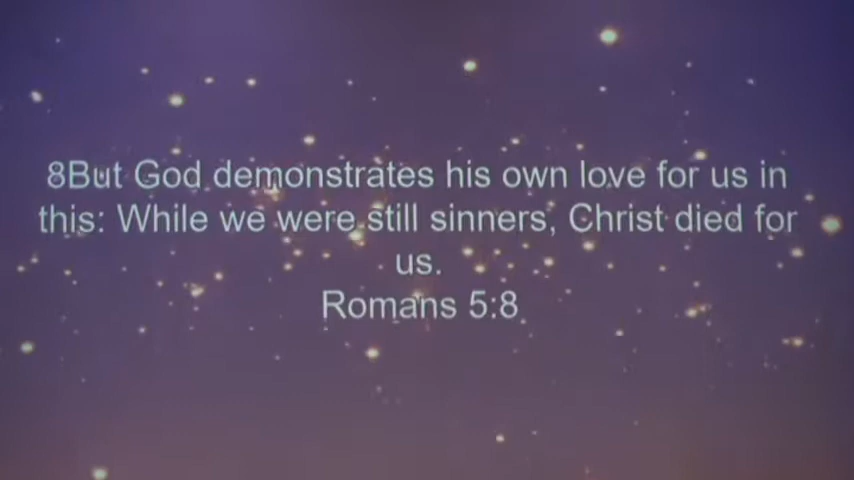 8But God demonstrates his own love for us in
this: While we were still sinners, Christ died for
us.
Romans 5:8